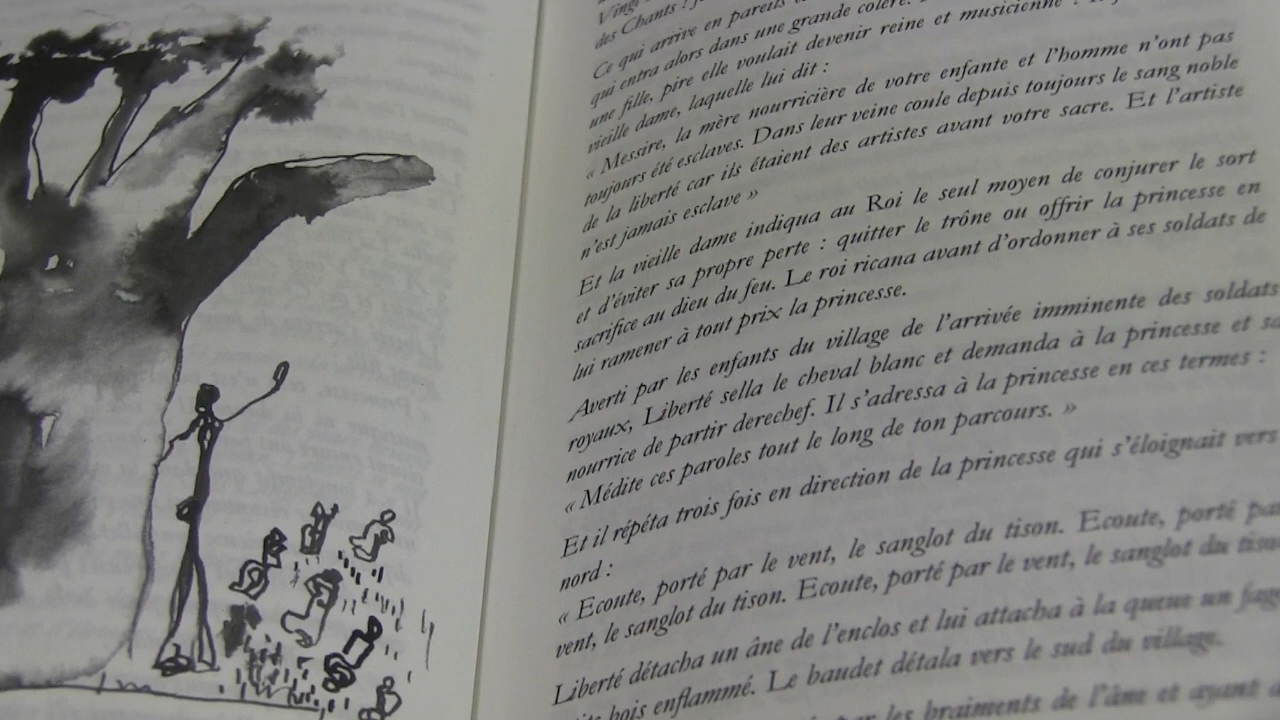 Vingt
des Chants !
Ce qui arrive en pareils
qui entra alors dans une grande colère.
une fille, pire elle voulait devenir reine et musicienne
vieille dame, laquelle lui dit :
« Messire, la mère nourricière de votre enfante et l'homme n'ont pas
toujours été esclaves. Dans leur veine coule depuis toujours le sang noble
de la liberté car ils étaient des artistes avant votre sacre. Et l'artiste
n'est jamais esclave »
Et la vieille dame indiqua au Roi le seul moyen de conjurer le sort
et d'éviter sa propre perte : quitter le trône ou offrir la princesse en
sacrifice au dieu du feu. Le roi ricana avant d'ordonner à ses soldats de
lui ramener à tout prix la princesse.
Averti par les enfants du village de l'arrivée imminente des soldats
royaux, Liberté sella le cheval blanc et demanda à la princesse et sa
nourrice de partir derechef. Il s'adressa à la princesse en ces termes :
« Médite ces paroles tout le long de ton parcours. »
Et il répéta trois fois en direction de la princesse qui s'éloignait vers
nord :
« Ecoute, porté par le vent, le sanglot du tison. Ecoute, porté par
vent, le sanglot du tison. Ecoute, porté par le vent, le sanglot du tison
Liberté détacha un âne de l'enclos et lui attacha à la queue un
bois enflammé. Le baudet détala vers le sud du village.
les braiments de l'âne et ayant